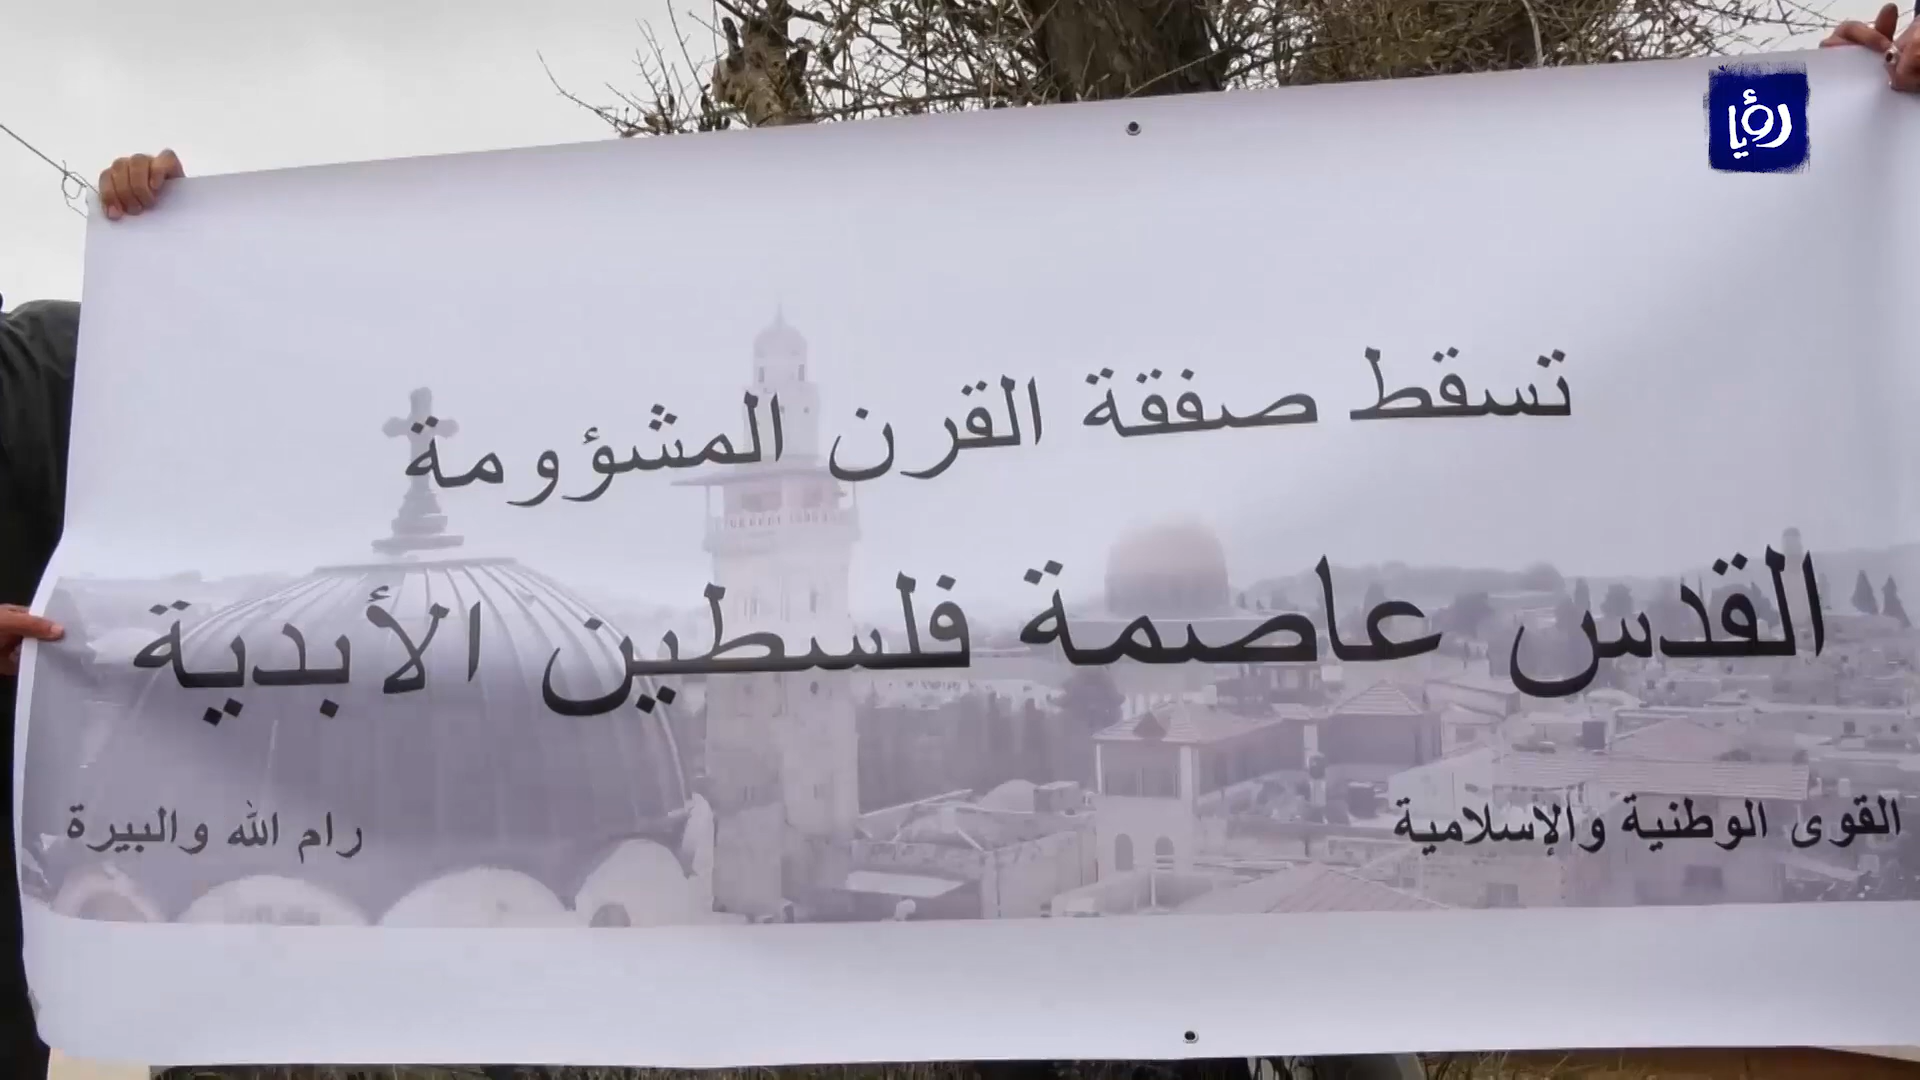 رؤيا
تسقط صفقة القرن المشؤومة
القدس عاصمة فلسطين الأبدية
القوى الوطنية والإسلامية
رام الله والبيرة